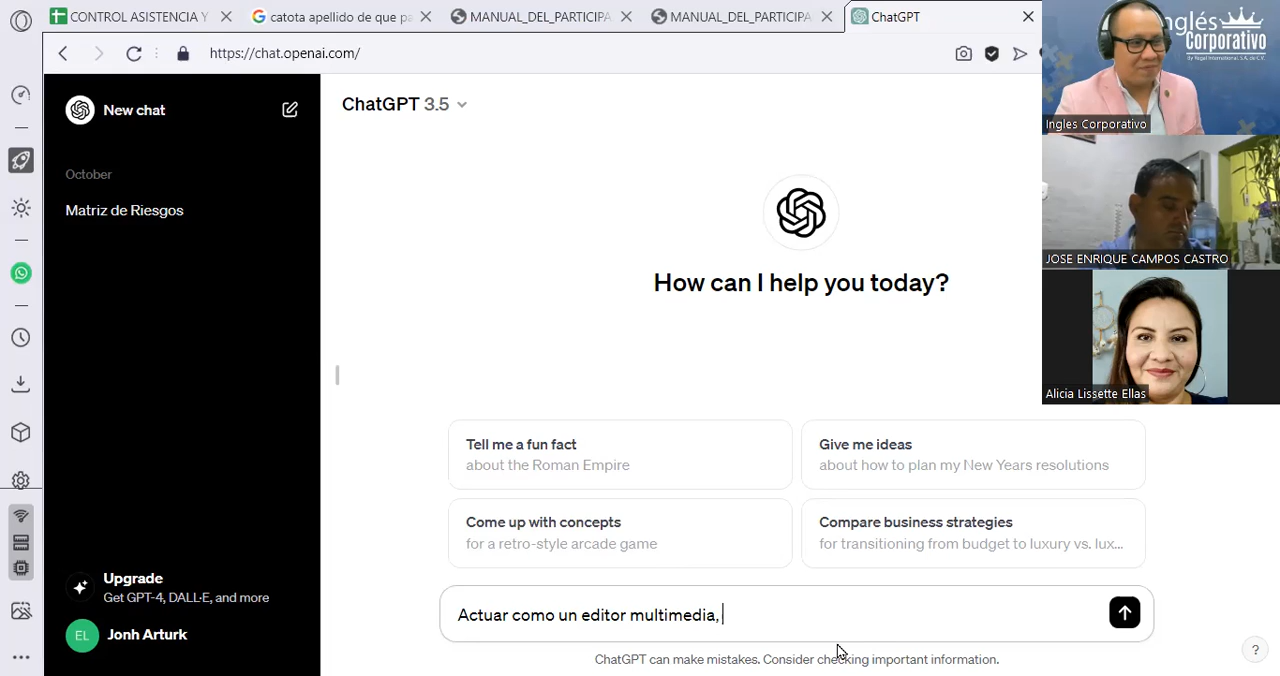 CONTROL ASISTENCIA Y
catota apellido de que pa
MANUAL_DEL_PARTICIPA
MANUAL_DEL_PARTICIPA
ChatGPT
https://chat.openai.com/
New chat
ChatGPT 3.5
October
Matriz de Riesgos
How can I help you today?
Tell me a fun fact
about the Roman Empire
Give me ideas
about how to plan my New Years resolutions
Come up with concepts
for a retro-style arcade game
Compare business strategies
for transitioning from budget to luxury vs. lux...
Upgrade
Get GPT-4, DALL·E, and more
EL
Jonh Arturk
Actuar como un editor multimedia,
ChatGPT can make mistakes. Consider checking important information.
?
Inglés
Corporativo
By Regal International, S.A. de C.V.
Ingles Corporativo
JOSE ENRIQUE CAMPOS CASTRO
Alicia Lissette Ellas